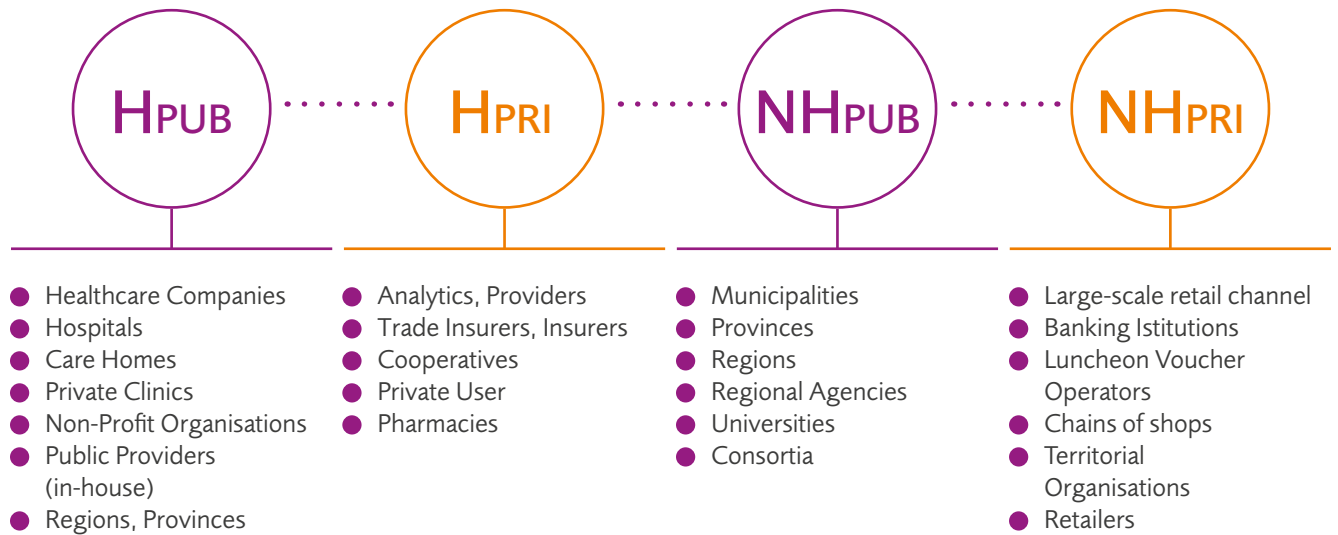 HPUB
Healthcare Companies
Hospitals
Care Homes
Private Clinics
Non-Profit Organisations
Public Providers
(in-house)
Regions, Provinces
HPRI
Analytics, Providers
Trade Insurers, Insurers
Cooperatives
Private User
Pharmacies
NHPUB
Municipalities
Provinces
Regions
Regional Agencies
Universities
Consortia
NHPRI
Large-scale retail channel
Banking Istitutions
Luncheon Voucher
Operators
Chains of shops
Territorial
Organisations
Retailers